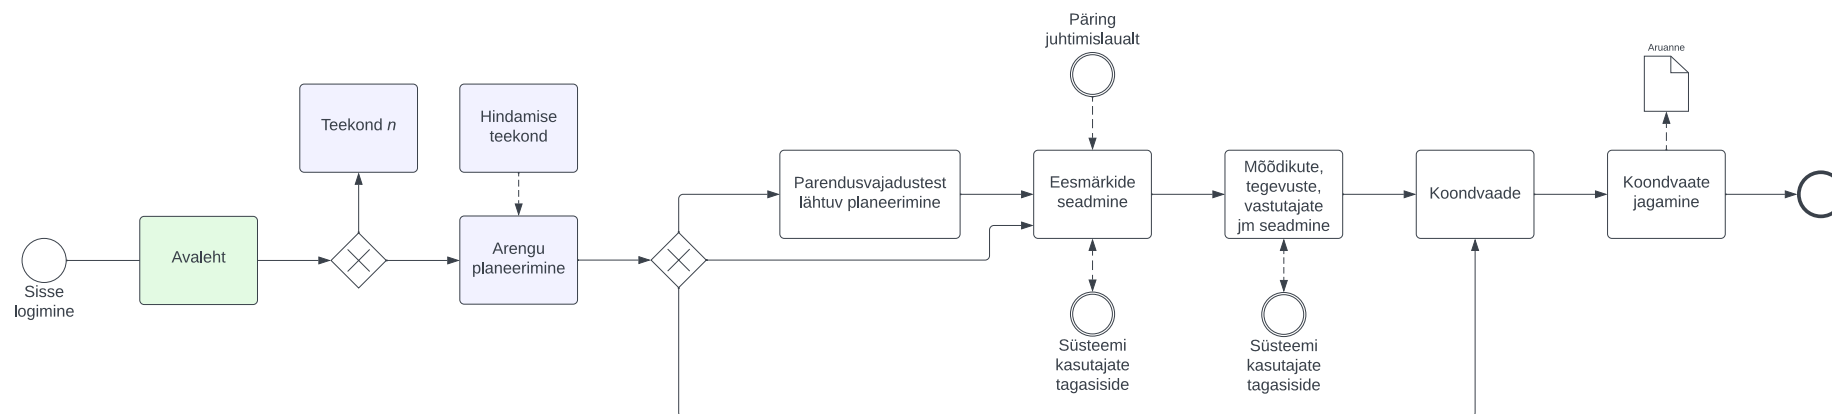 Sisse
logimine
Avaleht
Teekond n
Hindamise
teekond
Arengu
planeerimine
Parendusvajadustest
lähtuv planeerimine
Päring
juhtimislaualt
Eesmärkide
seadmine
Süsteemi
kasutajate
tagasiside
Mõõdikute,
tegevuste,
vastutajate
jm seadmine
Süsteemi
kasutajate
tagasiside
Koondvaade
Aruanne
Koondvaate
jagamine